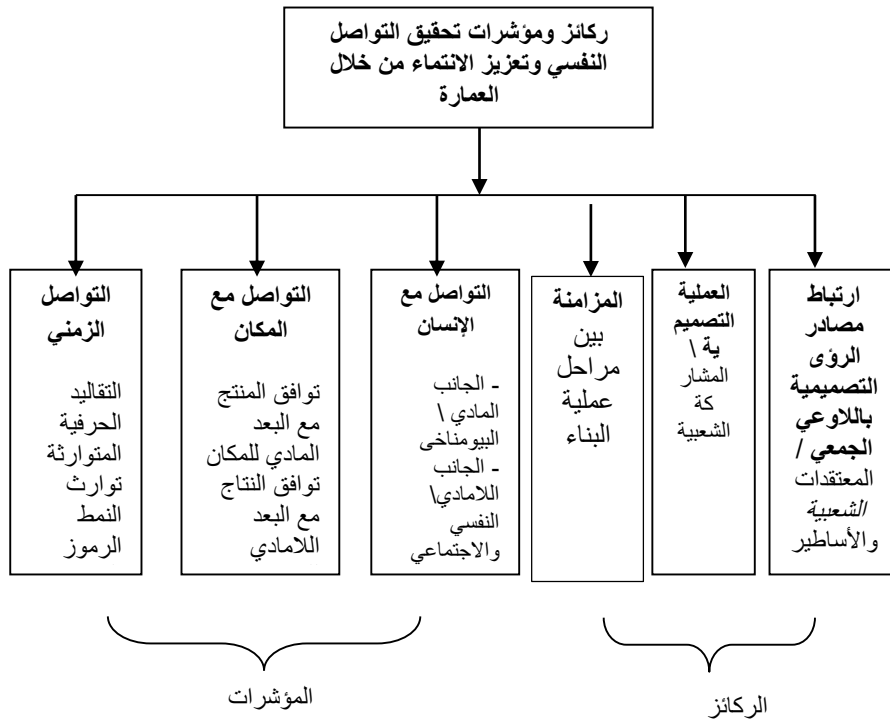 ركائز ومؤشرات تحقيق التواصل
النفسي وتعزيز الانتماء من خلال
العمارة
ارتباط
مصادر
الرؤى
التصميمية
باللاوعي
الجمعي /
المعتقدات
الشعبية
والأساطير
العملية
التصميم
ية \
المشار
كة
الشعبية
المزامنة
بين
مراحل
عملية
البناء
التواصل مع
الإنسان
- الجانب
المادي \
البيومناخى
- الجانب
اللامادي\
النفسي
والاجتماعي
التواصل مع
المكان
توافق المنتج
مع البعد
المادي للمكان
توافق النتاج
مع البعد
اللامادي
التواصل
الزمني
التقاليد
الحرفية
المتوارثة
توارث
النمط
الرموز
الركائز
المؤشرات